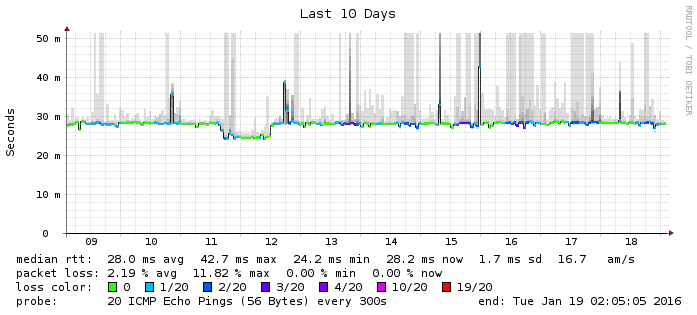 Last 10 Days
RRDTOOL / TOBI OETIKER
Seconds
50 m
40 m
30 m
20 m
10 m
0
09 10 11 12 13 14 15 16 17 18
median rtt: 28.0 ms avg 42.7 ms max 24.2 ms min 28.2 ms now 1.7 ms sd 16.7 am/s
packet loss: 2.19 % avg 11.82 % max 0.00 % min 0.00 % now
loss color: 0 1/20 2/20 3/20 4/20 10/20 19/20
probe: 20 ICMP Echo Pings (56 Bytes) every 300s end: Tue Jan 19 02:05:05 2016